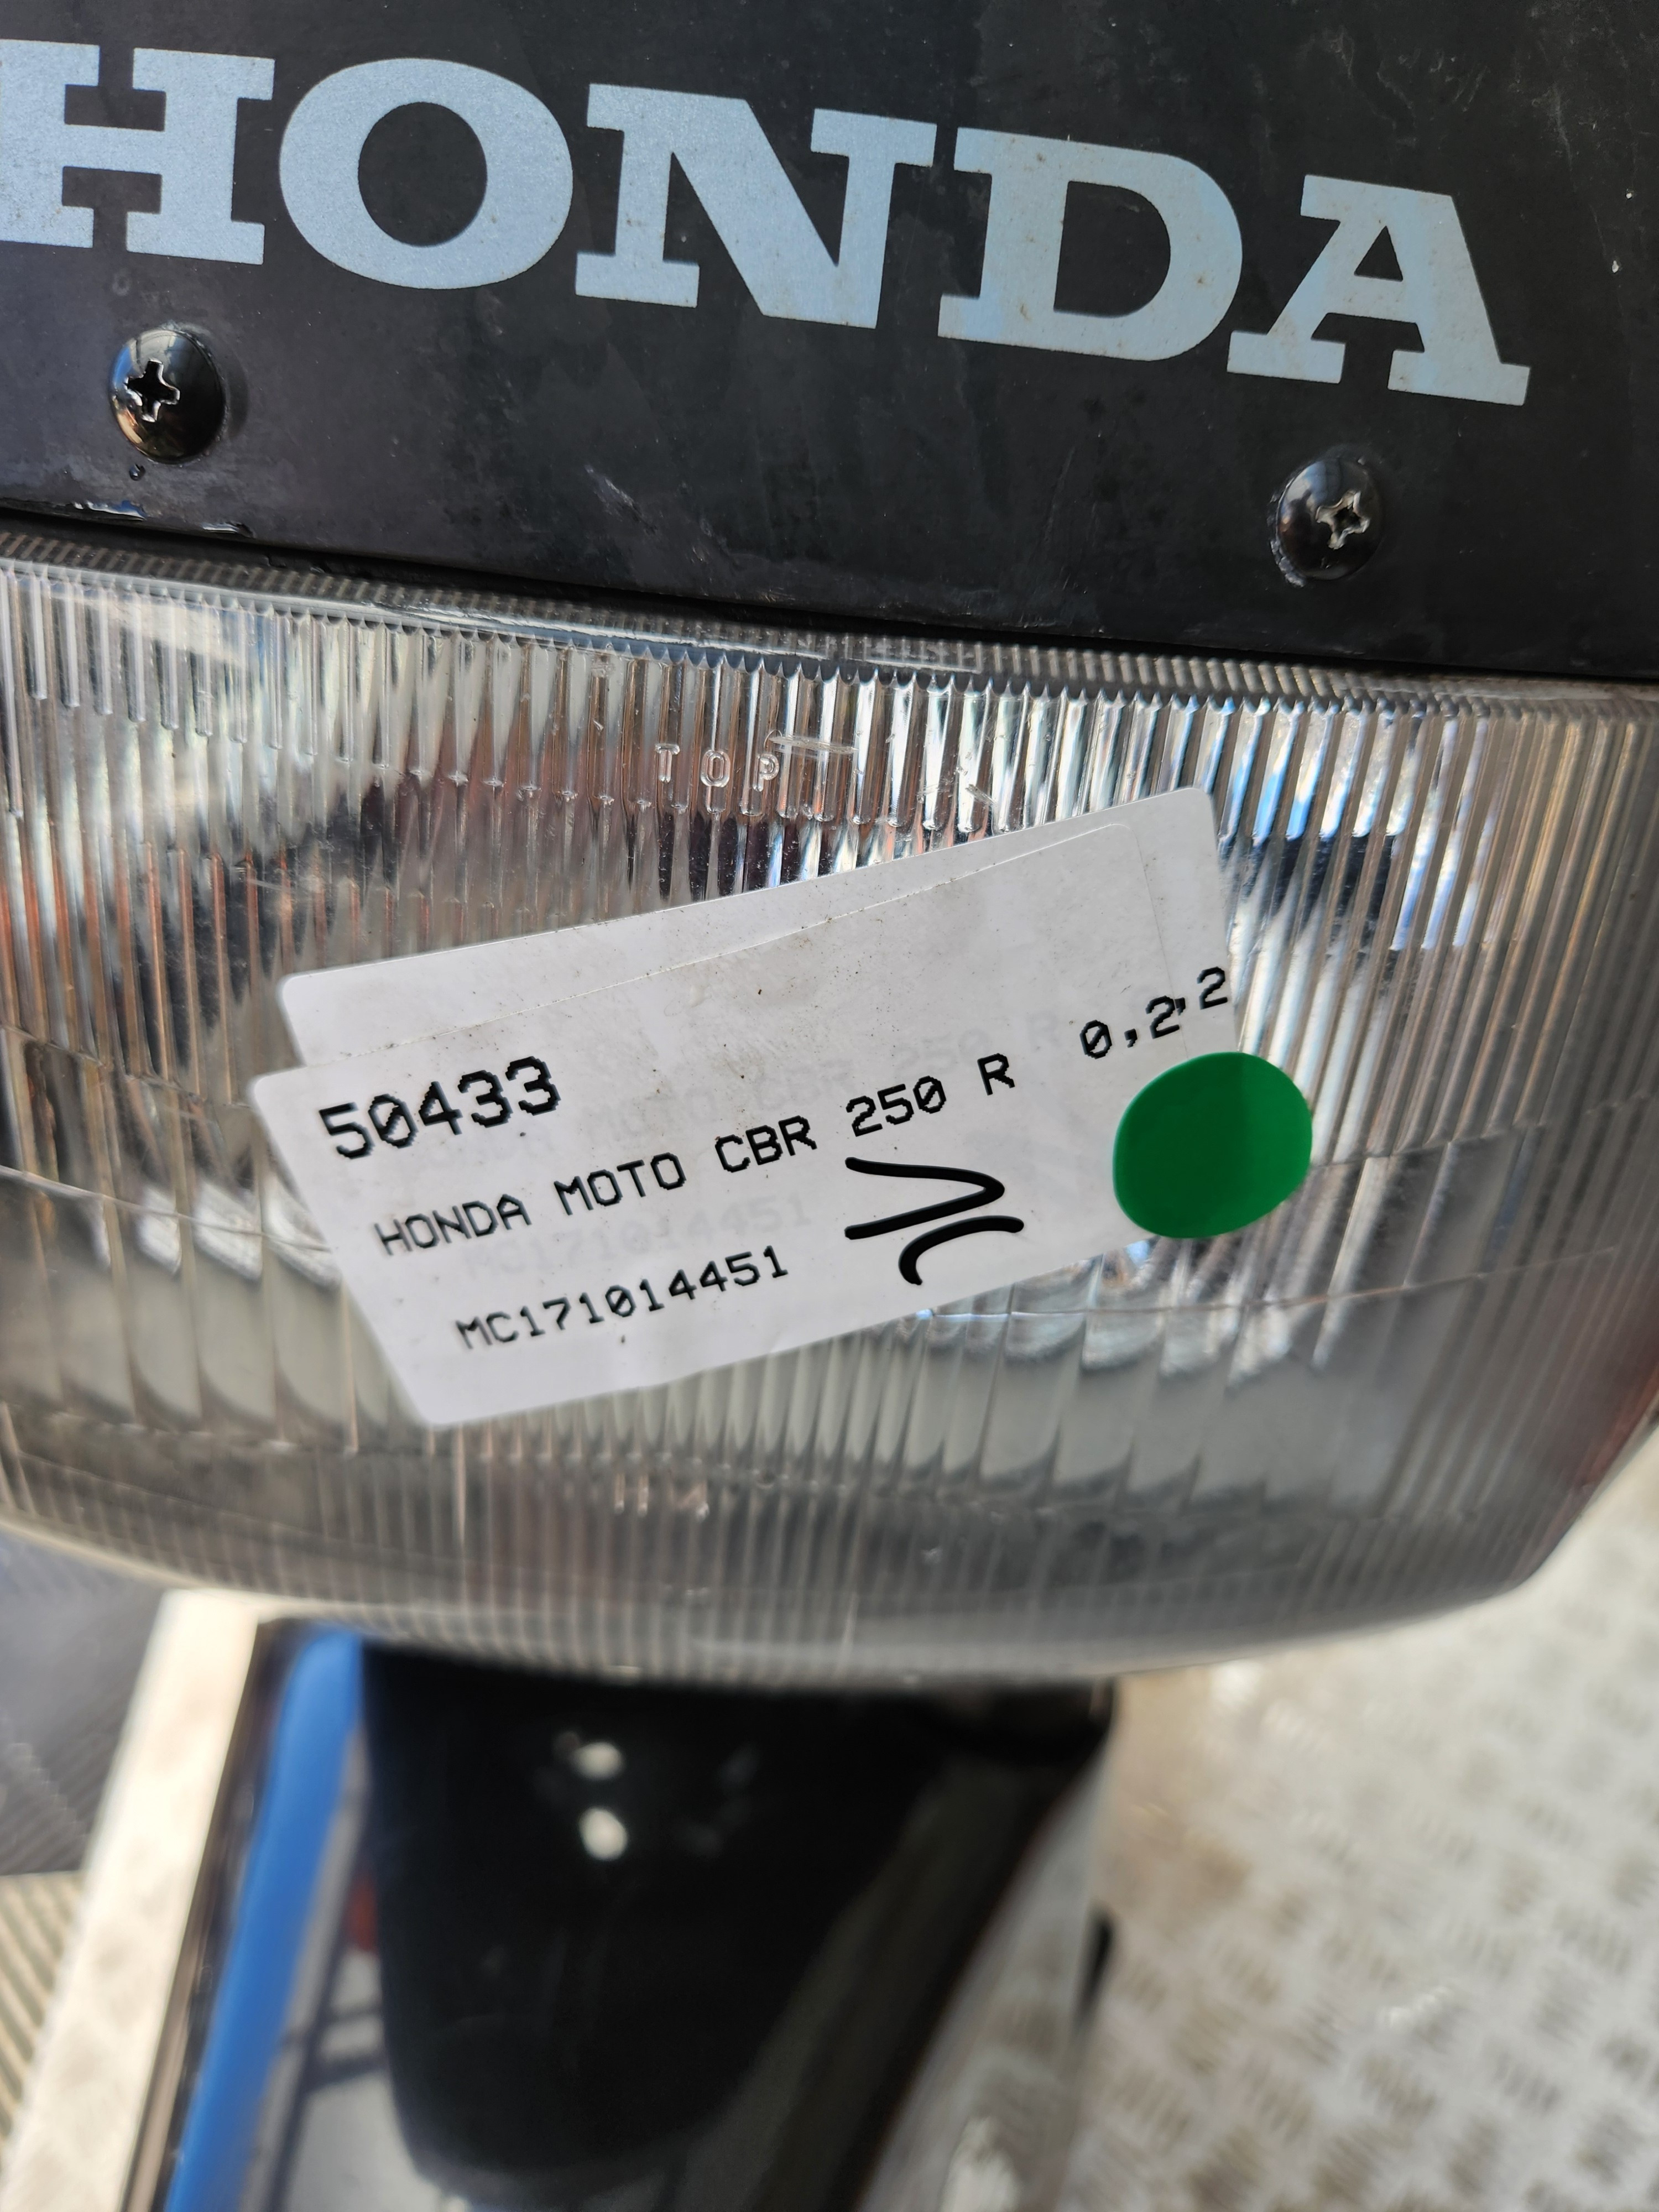 HONDA
TOP
50433
HONDA MOTO CBR 250 R 0,2,2
MC171014451